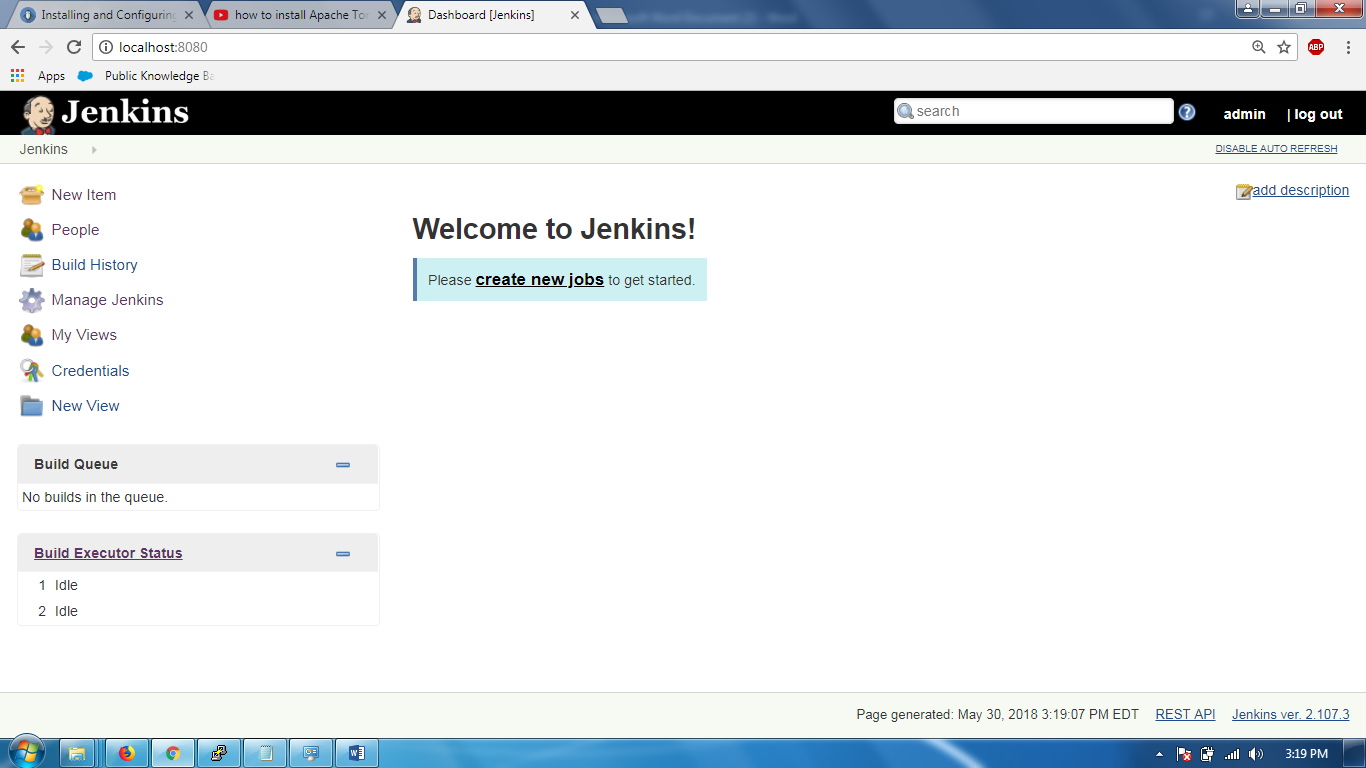 Installing and Configuring
how to install Apache To
Dashboard [Jenkins]
localhost:8080
ABP
Apps
Public Knowledge Ba
Jenkins
search
admin
| log out
Jenkins
DISABLE AUTO REFRESH
New Item
People
Build History
Manage Jenkins
My Views
Credentials
New View
add description
Welcome to Jenkins!
Please create new jobs to get started.
Build Queue
No builds in the queue.
Build Executor Status
1 Idle
2 Idle
Page generated: May 30, 2018 3:19:07 PM EDT
REST API
Jenkins ver. 2.107.3
3:19 PM